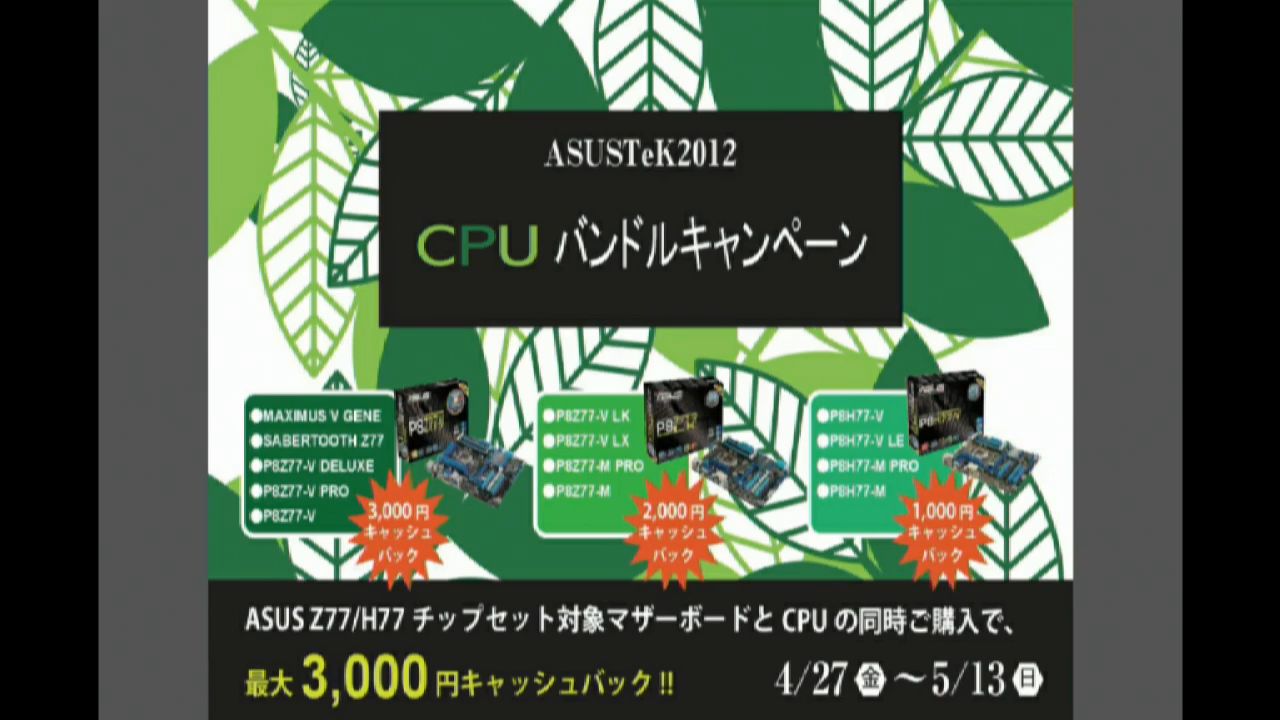 ASUSTeK2012
CPU バンドルキャンペーン
●MAXIMUS V GENE
●SABERTOOTH Z77
●P8Z77-V DELUXE
●P8Z77-V PRO
●P8Z77-V
3,000円
キャッシュ
バック
●P8Z77-V LK
●P8Z77-V LX
●P8Z77-M PRO
●P8Z77-M
2,000円
キャッシュ
バック
●P8H77-V
●P8H77-V LE
●P8H77-M PRO
●P8H77-M
1,000円
キャッシュ
バック
ASUS Z77/H77 チップセット対象マザーボードと CPU の同時ご購入で、
最大 3,000 円キャッシュバック !!
4/27 金 〜 5/13 日